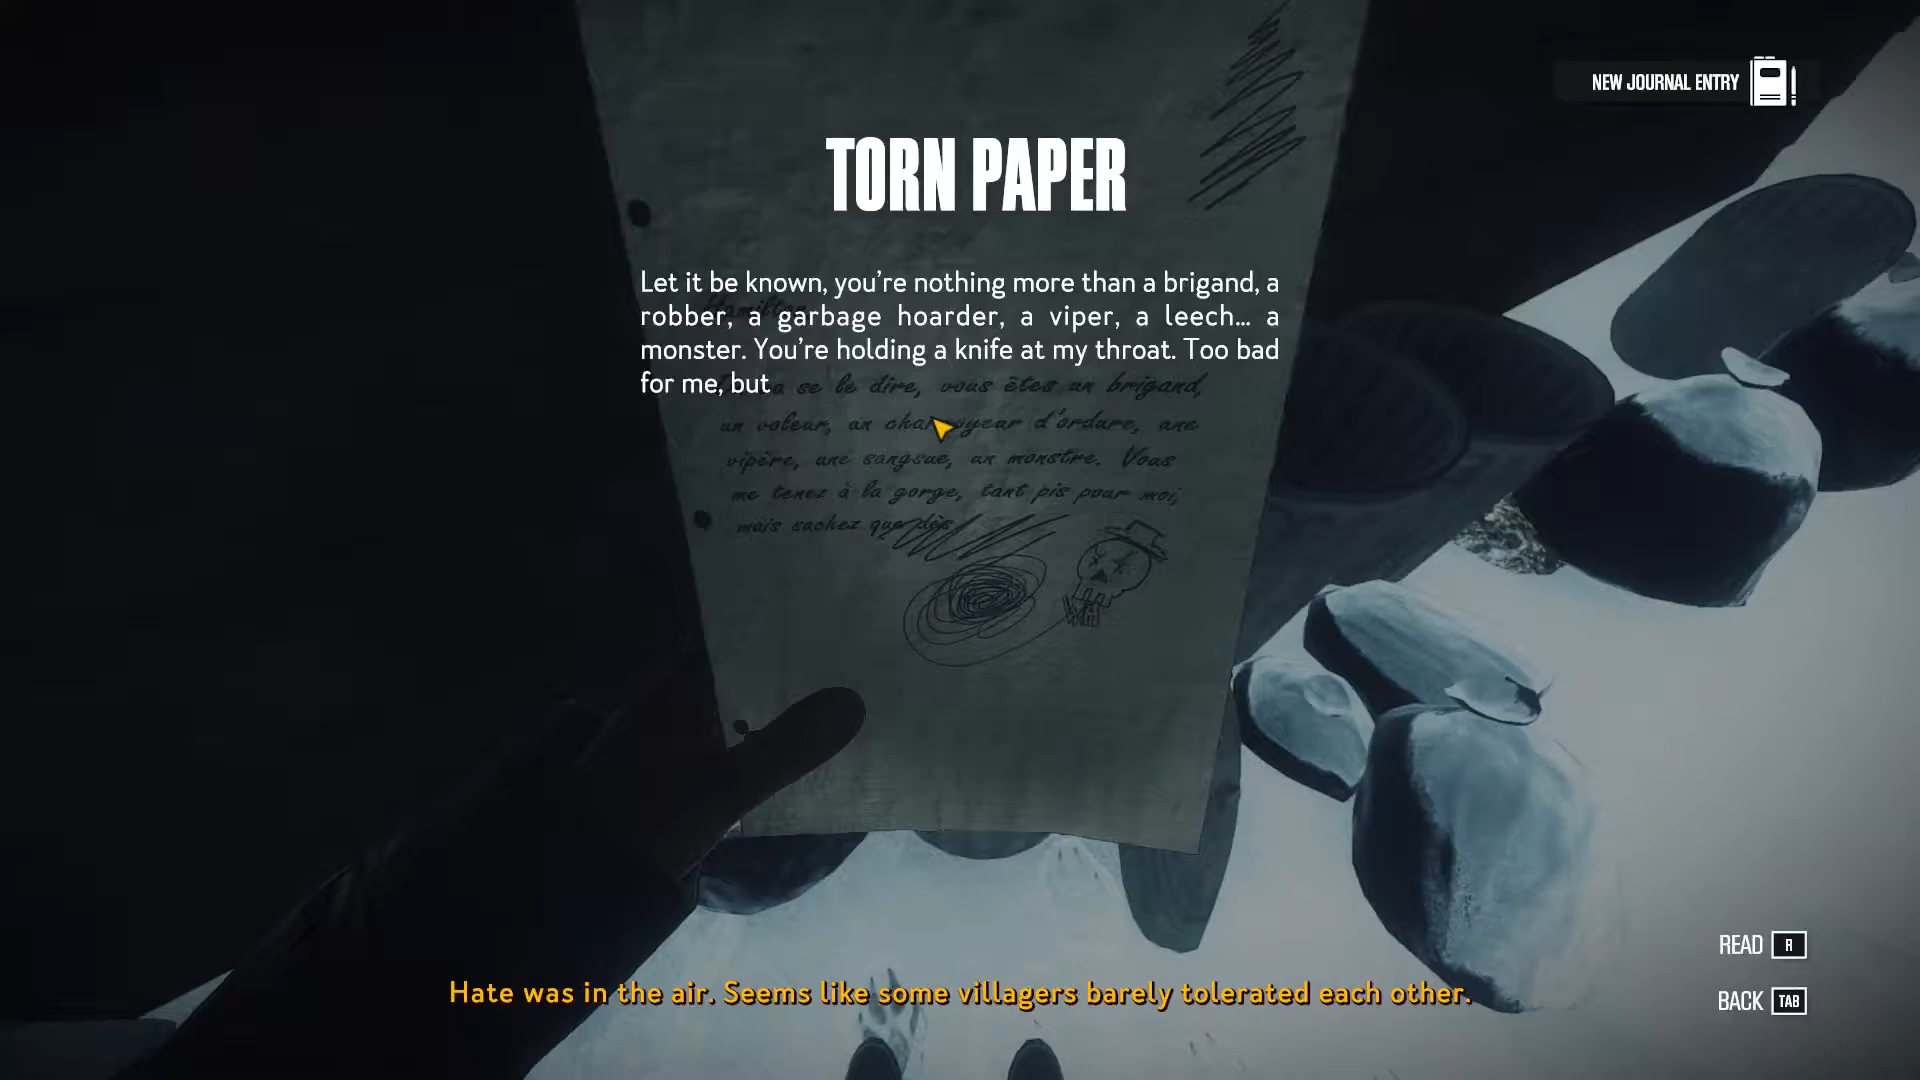 NEW JOURNAL ENTRY
TORN PAPER
Let it be known, you're nothing more than a brigand, a
robber, a garbage hoarder, a viper, a leech... a
monster. You're holding a knife at my throat. Too bad
for me, but
Hamilton
se le dire, vous êtes un brigand,
un voleur, un d'ordure, une
vipère, une sangsue, un monstre. Vous
me tenez à la gorge, tant pis pour moi,
mais sachez que dès
READ R
Hate was in the air. Seems like some villagers barely tolerated each other.
BACK TAB